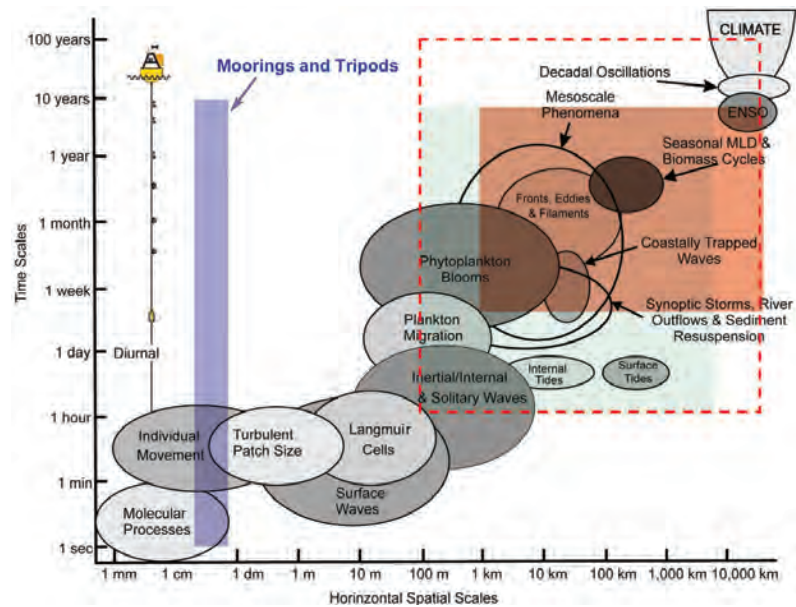 100 years
10 years
1 year
1 month
1 week
1 day
1 hour
1 min
1 sec
Time Scales
Moorings and Tripods
Diurnal
CLIMATE
Decadal Oscillations
Mesoscale
Phenomena
ENSO
Seasonal MLD &
Biomass Cycles
Fronts, Eddies
& Filaments
Coastally Trapped
Waves
Phytoplankton
Blooms
Synoptic Storms, River
Outflows & Sediment
Resuspension
Plankton
Migration
Internal
Tides
Surface
Tides
Inertial/Internal
& Solitary Waves
Individual
Movement
Turbulent
Patch Size
Langmuir
Cells
Surface
Waves
Molecular
Processes
1 mm
1 cm
1 dm
1 m
10 m
100 m
1 km
10 km
100 km
1,000 km
10,000 km
Horinzontal Spatial Scales